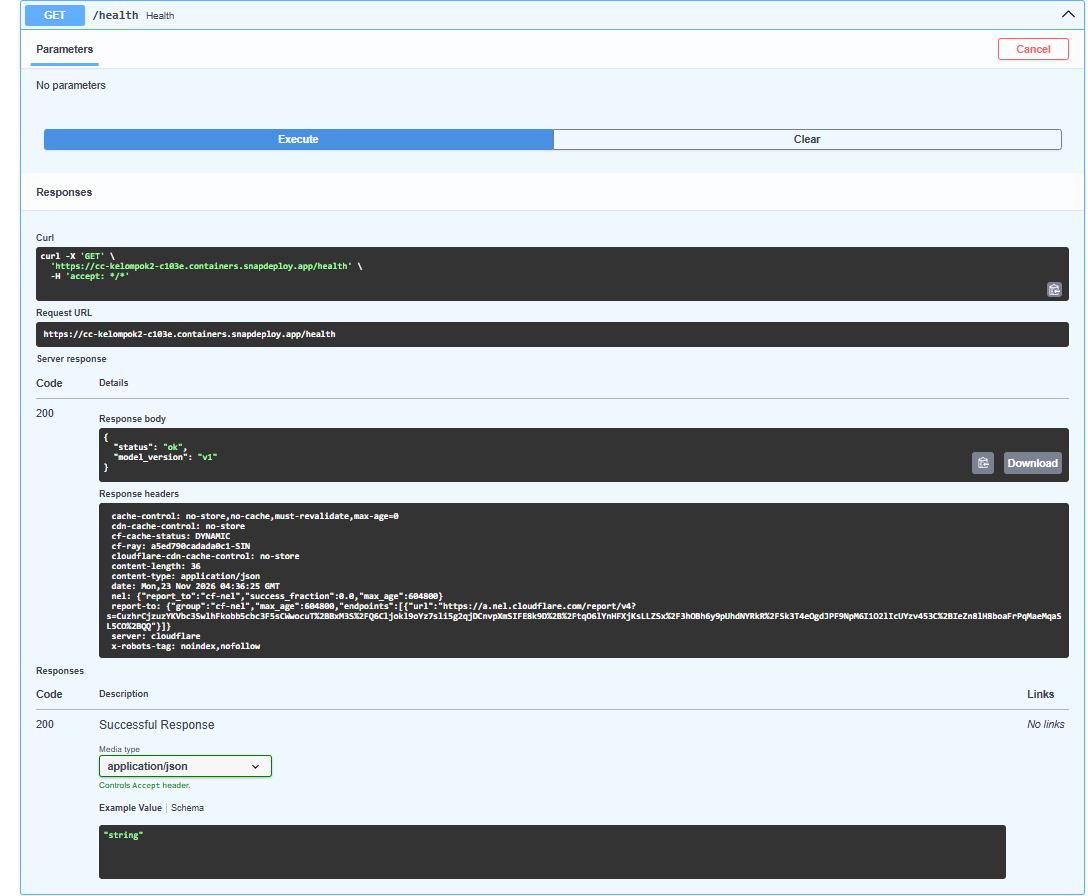 GET /health Health
Parameters
Cancel
No parameters
Execute
Clear
Responses
Curl
curl -X 'GET' \
'https://cc-kelompok2-c103e.containers.snapdeploy.app/health' \
-H 'accept: */*'
Request URL
https://cc-kelompok2-c103e.containers.snapdeploy.app/health
Server response
Code Details
200
Response body
{
"status": "ok",
"model_version": "v1"
}
Download
Response headers
cache-control: no-store,no-cache,must-revalidate,max-age=0
cdn-cache-control: no-store
cf-cache-status: DYNAMIC
cf-ray: a5ed790cadada0c1-SIN
cloudflare-cdn-cache-control: no-store
content-length: 36
content-type: application/json
date: Mon,23 Nov 2026 04:36:25 GMT
nel: {"report_to":"cf-nel","success_fraction":0.0,"max_age":604800}
report-to: {"group":"cf-nel","max_age":604800,"endpoints":[{"url":"https://a.nel.cloudflare.com/report/v4?
server: cloudflare
x-robots-tag: noindex,nofollow
Responses
Code Description Links
200 Successful Response No links
Media type
application/json
Controls Accept header.
Example Value Schema
"string"